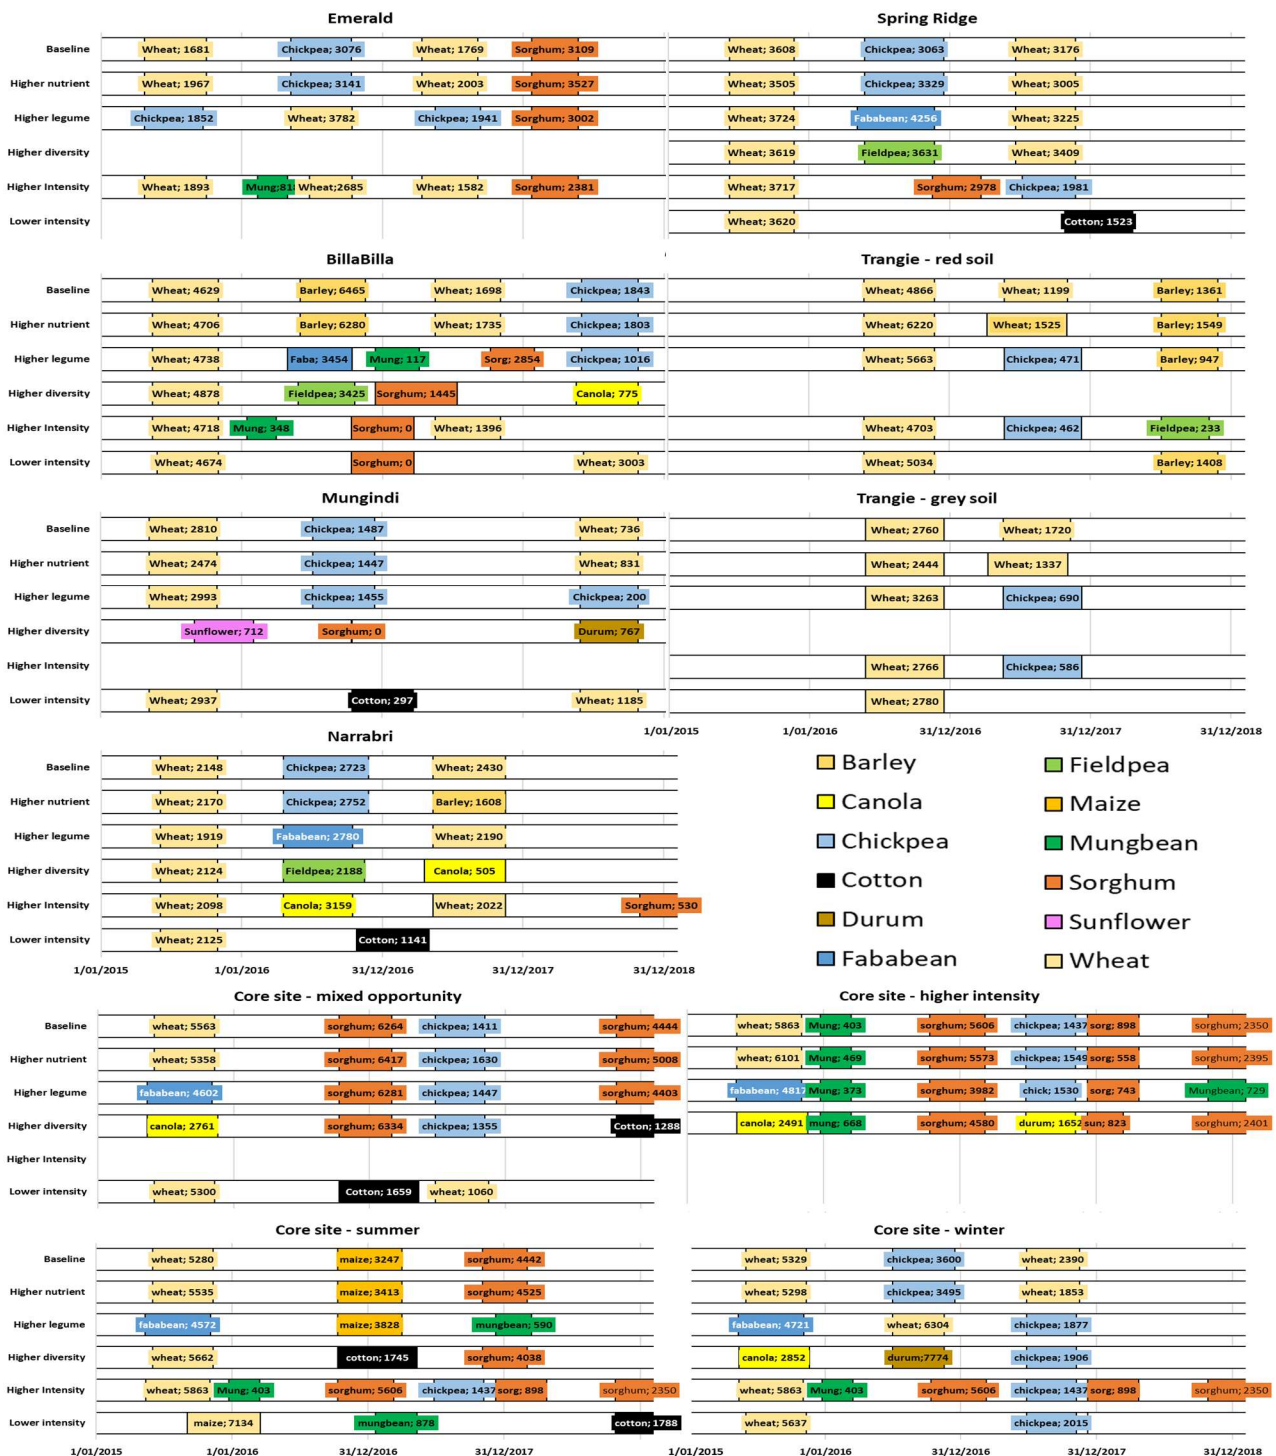 Emerald
Baseline
Wheat; 1681
Chickpea; 3076
Wheat; 1769
Sorghum; 3109
Higher nutrient
Wheat; 1967
Chickpea; 3141
Wheat; 2003
Sorghum; 3527
Higher legume
Chickpea; 1852
Wheat; 3782
Chickpea; 1941
Sorghum; 3002
Higher diversity
Higher Intensity
Wheat; 1893
Mung;81
Wheat;2685
Wheat; 1582
Sorghum; 2381
Lower intensity
Spring Ridge
Wheat; 3608
Chickpea; 3063
Wheat; 3176
Wheat; 3505
Chickpea; 3329
Wheat; 3005
Wheat; 3724
Fababean; 4256
Wheat; 3225
Wheat; 3619
Fieldpea; 3631
Wheat; 3409
Wheat; 3717
Sorghum; 2978
Chickpea; 1981
Wheat; 3620
Cotton; 1523
BillaBilla
Baseline
Wheat; 4629
Barley; 6465
Wheat; 1698
Chickpea; 1843
Higher nutrient
Wheat; 4706
Barley; 6280
Wheat; 1735
Chickpea; 1803
Higher legume
Wheat; 4738
Faba; 3454
Mung; 117
Sorg; 2854
Chickpea; 1016
Higher diversity
Wheat; 4878
Fieldpea; 3425
Sorghum; 1445
Canola; 775
Higher Intensity
Wheat; 4718
Mung; 348
Sorghum; 0
Wheat; 1396
Lower intensity
Wheat; 4674
Sorghum; 0
Wheat; 3003
Trangie - red soil
Wheat; 4866
Wheat; 1199
Barley; 1361
Wheat; 6220
Wheat; 1525
Barley; 1549
Wheat; 5663
Chickpea; 471
Barley; 947
Wheat; 4703
Chickpea; 462
Fieldpea; 233
Wheat; 5034
Barley; 1408
Mungindi
Baseline
Wheat; 2810
Chickpea; 1487
Wheat; 736
Higher nutrient
Wheat; 2474
Chickpea; 1447
Wheat; 831
Higher legume
Wheat; 2993
Chickpea; 1455
Chickpea; 200
Higher diversity
Sunflower; 712
Sorghum; 0
Durum; 767
Higher Intensity
Lower intensity
Wheat; 2937
Cotton; 297
Wheat; 1185
Trangie - grey soil
Wheat; 2760
Wheat; 1720
Wheat; 2444
Wheat; 1337
Wheat; 3263
Chickpea; 690
Wheat; 2766
Chickpea; 586
Wheat; 2780
1/01/2015
1/01/2016
31/12/2016
31/12/2017
31/12/2018
Narrabri
Baseline
Wheat; 2148
Chickpea; 2723
Wheat; 2430
Higher nutrient
Wheat; 2170
Chickpea; 2752
Barley; 1608
Higher legume
Wheat; 1919
Fababean; 2780
Wheat; 2190
Higher diversity
Wheat; 2124
Fieldpea; 2188
Canola; 505
Higher Intensity
Wheat; 2098
Canola; 3159
Wheat; 2022
Sorghum; 530
Lower intensity
Wheat; 2125
Cotton; 1141
1/01/2015
1/01/2016
31/12/2016
31/12/2017
31/12/2018
Barley
Canola
Chickpea
Cotton
Durum
Fababean
Fieldpea
Maize
Mungbean
Sorghum
Sunflower
Wheat
Core site - mixed opportunity
Baseline
wheat; 5563
sorghum; 6264
chickpea; 1411
sorghum; 4444
Higher nutrient
wheat; 5358
sorghum; 6417
chickpea; 1630
sorghum; 5008
Higher legume
fababean; 4602
sorghum; 6281
chickpea; 1447
sorghum; 4403
Higher diversity
canola; 2761
sorghum; 6334
chickpea; 1355
Cotton; 1288
Higher Intensity
Lower intensity
wheat; 5300
Cotton; 1659
wheat; 1060
Core site - higher intensity
wheat; 5863
Mung; 403
sorghum; 5606
chickpea; 1437
sorg; 898
sorghum; 2350
wheat; 6101
Mung; 469
sorghum; 5573
chickpea; 1549
sorg; 558
sorghum; 2395
fababean; 4817
Mung; 373
sorghum; 3982
chick; 1530
sorg; 743
Mungbean; 729
canola; 2491
mung; 668
sorghum; 4580
durum; 1652
sun; 823
sorghum; 2401
Core site - summer
Baseline
wheat; 5280
maize; 3247
sorghum; 4442
Higher nutrient
wheat; 5535
maize; 3413
sorghum; 4525
Higher legume
fababean; 4572
maize; 3828
mungbean; 590
Higher diversity
wheat; 5662
cotton; 1745
sorghum; 4038
Higher Intensity
wheat; 5863
Mung; 403
sorghum; 5606
chickpea; 1437
sorg; 898
sorghum; 2350
Lower intensity
maize; 7134
mungbean; 878
cotton; 1788
1/01/2015
1/01/2016
31/12/2016
31/12/2017
Core site - winter
wheat; 5329
chickpea; 3600
wheat; 2390
wheat; 5298
chickpea; 3495
wheat; 1853
fababean; 4721
wheat; 6304
chickpea; 1877
canola; 2852
durum;7774
chickpea; 1906
wheat; 5863
Mung; 403
sorghum; 5606
chickpea; 1437
sorg; 898
sorghum; 2350
wheat; 5637
chickpea; 2015
1/01/2015
1/01/2016
31/12/2016
31/12/2017
31/12/2018